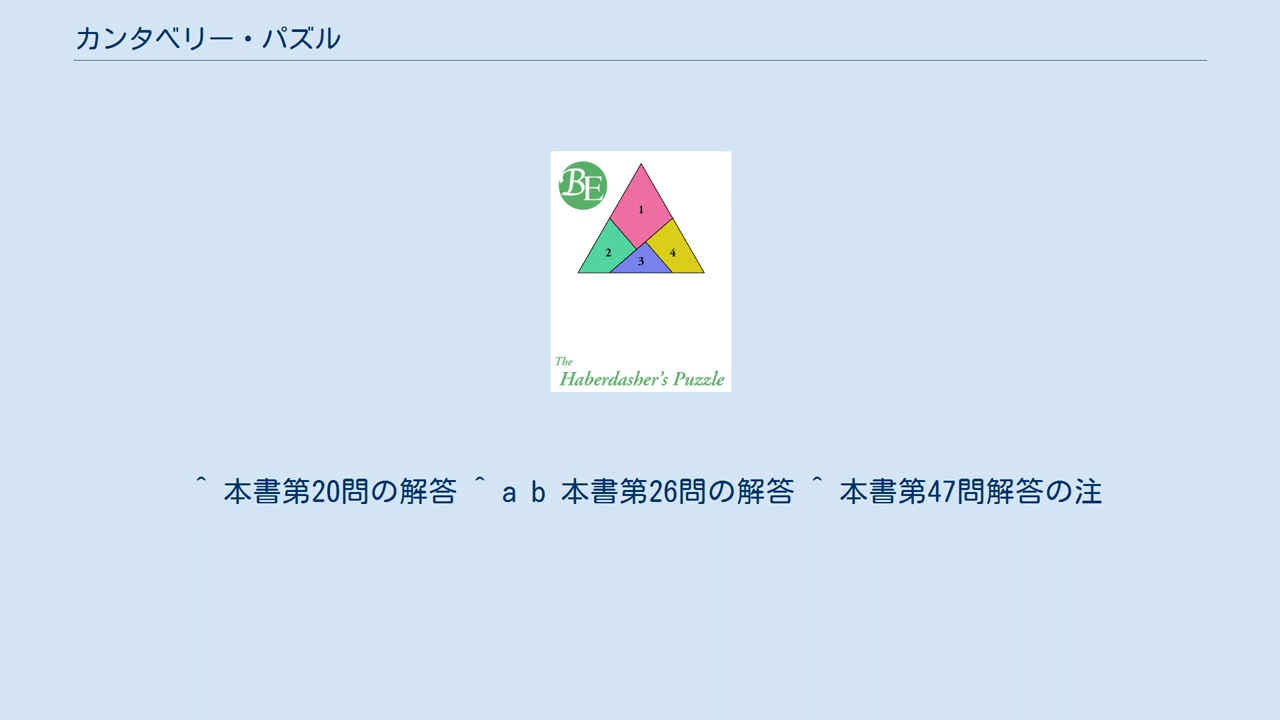 カンタベリー・パズル
BE
1
2
3
4
The
Haberdasher's Puzzle
^ 本書第20問の解答 ^ a b 本書第26問の解答 ^ 本書第47問解答の注